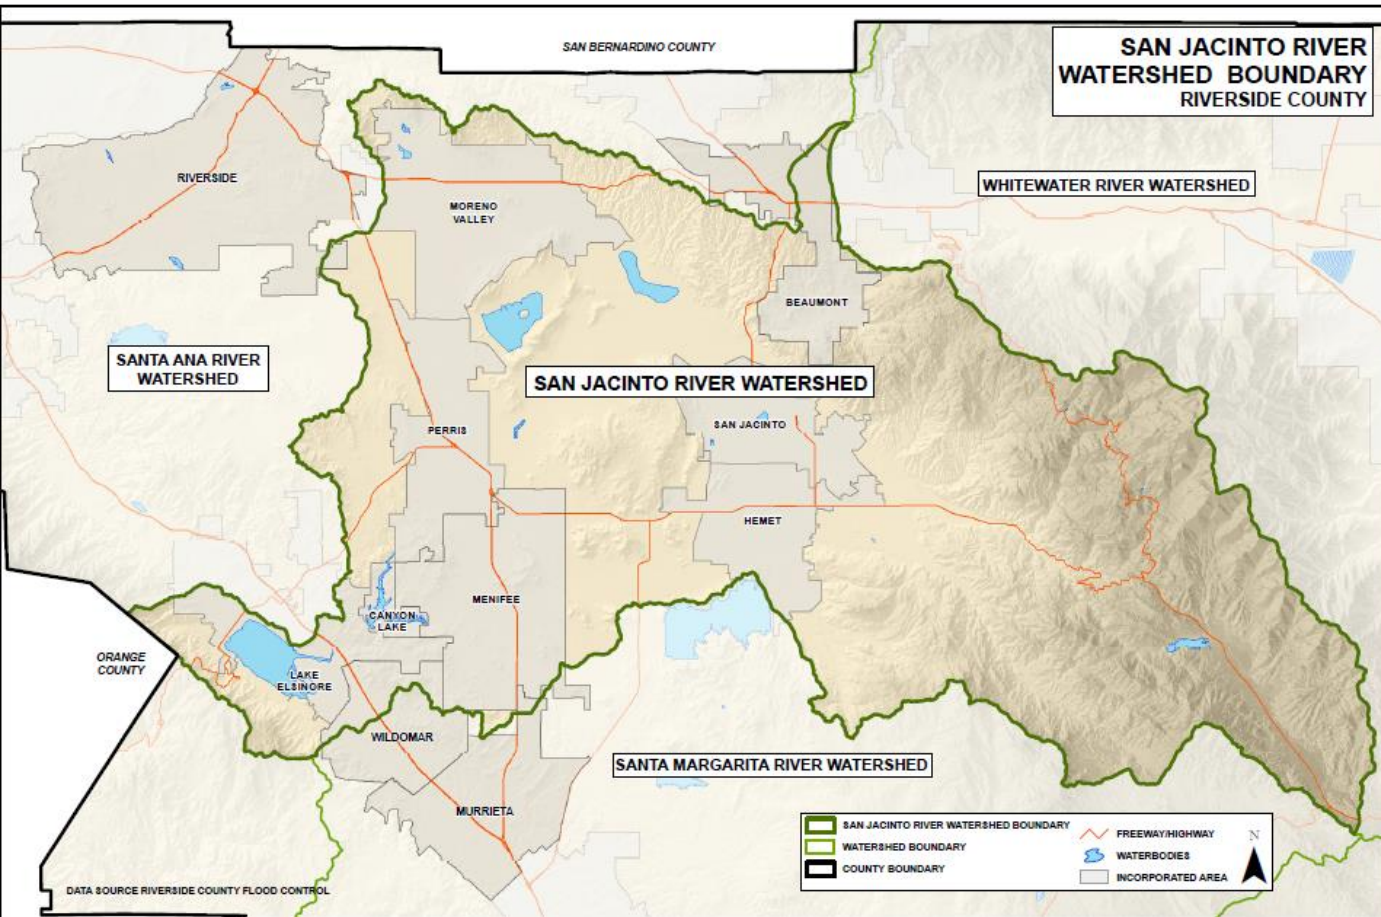 SAN BERNARDINO COUNTY
SAN JACINTO RIVER
WATERSHED BOUNDARY
RIVERSIDE COUNTY
RIVERSIDE
WHITEWATER RIVER WATERSHED
MORENO
VALLEY
BEAUMONT
SANTA ANA RIVER
WATERSHED
SAN JACINTO RIVER WATERSHED
PERRIS
SAN JACINTO
HEMET
MENIFEE
CANYON
LAKE
ORANGE
COUNTY
LAKE
ELSINORE
WILDOMAR
SANTA MARGARITA RIVER WATERSHED
MURRIETA
SAN JACINTO RIVER WATERSHED BOUNDARY
WATERSHED BOUNDARY
COUNTY BOUNDARY
FREEWAY/HIGHWAY
WATERBODIES
INCORPORATED AREA
N
DATA SOURCE RIVERSIDE COUNTY FLOOD CONTROL